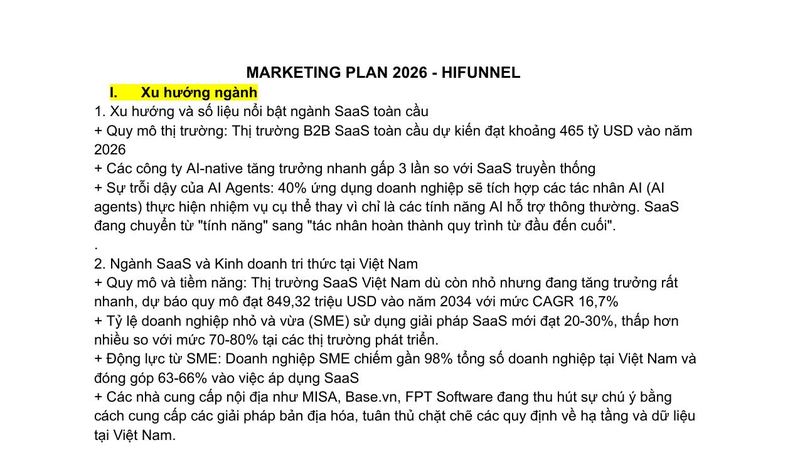 MARKETING PLAN 2026 - HIFUNNEL
I. Xu hướng ngành
1. Xu hướng và số liệu nổi bật ngành SaaS toàn cầu
+ Quy mô thị trường: Thị trường B2B SaaS toàn cầu dự kiến đạt khoảng 465 tỷ USD vào năm
2026
+ Các công ty AI-native tăng trưởng nhanh gấp 3 lần so với SaaS truyền thống
+ Sự trỗi dậy của AI Agents: 40% ứng dụng doanh nghiệp sẽ tích hợp các tác nhân AI (AI
agents) thực hiện nhiệm vụ cụ thể thay vì chỉ là các tính năng AI hỗ trợ thông thường. SaaS
đang chuyển từ "tính năng" sang "tác nhân hoàn thành quy trình từ đầu đến cuối".
.
2. Ngành SaaS và Kinh doanh tri thức tại Việt Nam
+ Quy mô và tiềm năng: Thị trường SaaS Việt Nam dù còn nhỏ nhưng đang tăng trưởng rất
nhanh, dự báo quy mô đạt 849,32 triệu USD vào năm 2034 với mức CAGR 16,7%
+ Tỷ lệ doanh nghiệp nhỏ và vừa (SME) sử dụng giải pháp SaaS mới đạt 20-30%, thấp hơn
nhiều so với mức 70-80% tại các thị trường phát triển.
+ Động lực từ SME: Doanh nghiệp SME chiếm gần 98% tổng số doanh nghiệp tại Việt Nam và
đóng góp 63-66% vào việc áp dụng SaaS
+ Các nhà cung cấp nội địa như MISA, Base.vn, FPT Software đang thu hút sự chú ý bằng
cách cung cấp các giải pháp bản địa hóa, tuân thủ chặt chẽ các quy định về hạ tầng và dữ liệu
tại Việt Nam.